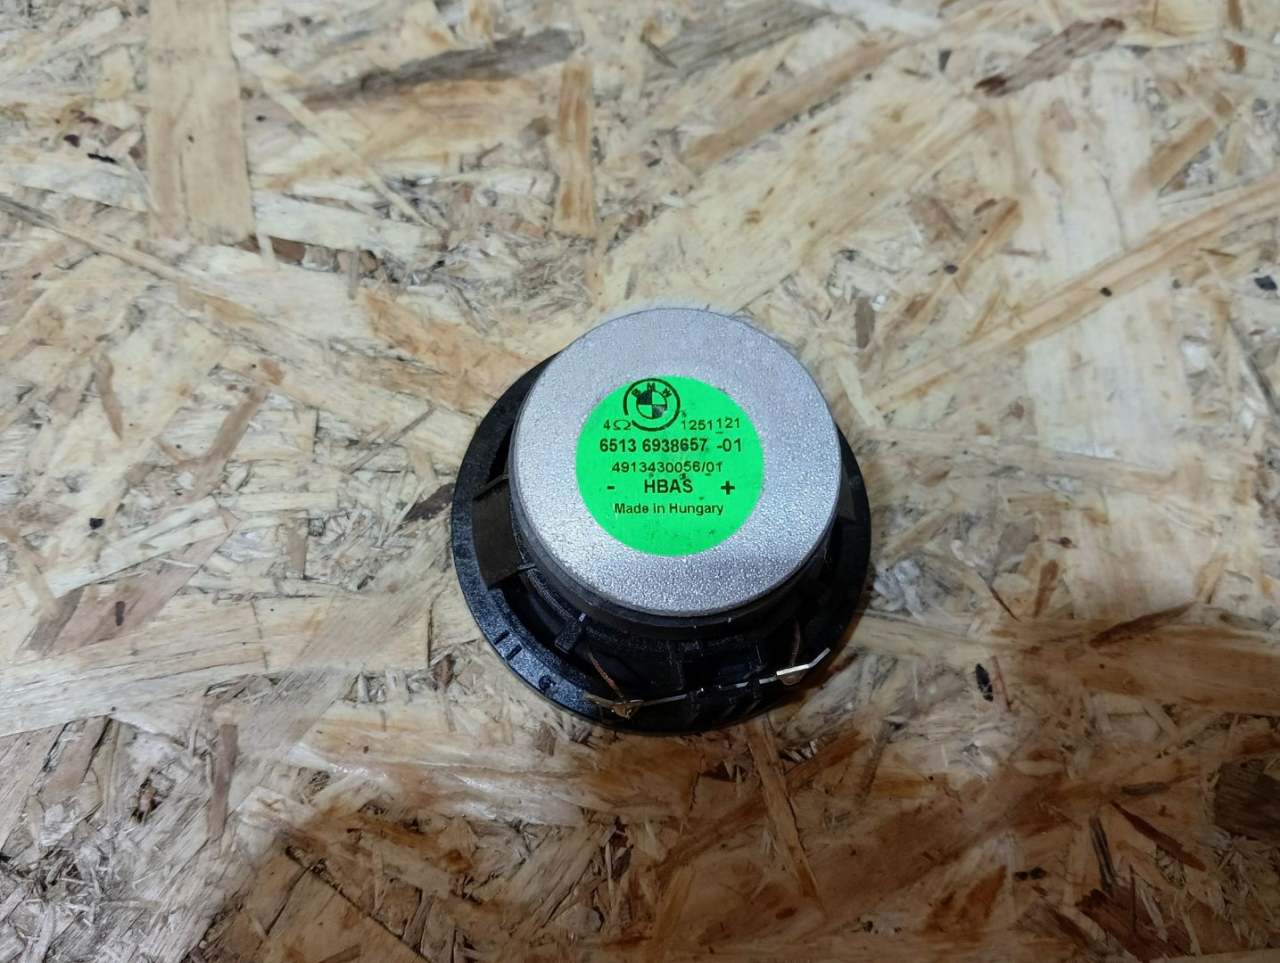 BMW
4Ω 1251121
6513 6938657 -01
4913430056/01
- HBAS +
Made in Hungary